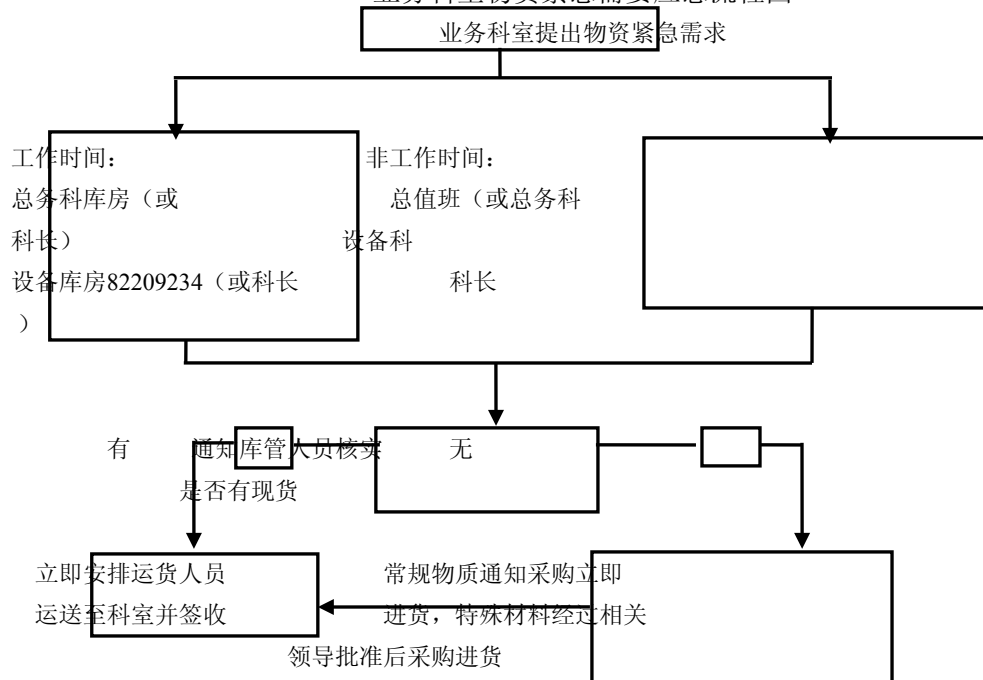 业务科室提出物资紧急需求
工作时间：
非工作时间：
总务科库房（或
总值班（或总务科
科长）
设备科
设备库房82209234（或科长
科长
）
有
通知库管人员核实
无
是否有现货
立即安排运货人员
常规物质通知采购立即
运送至科室并签收
进货，特殊材料经过相关
领导批准后采购进货